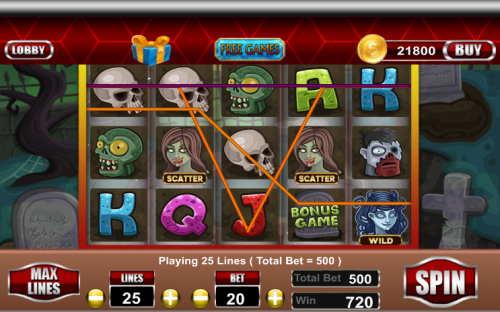 LOBBY
FREE GAMES
21800
BUY
A
K
SCATTER
SCATTER
K
Q
J
BONUS
GAME
WILD
Playing 25 Lines ( Total Bet = 500 )
MAX
LINES
LINES
25
BET
20
Total Bet
500
Win
720
SPIN